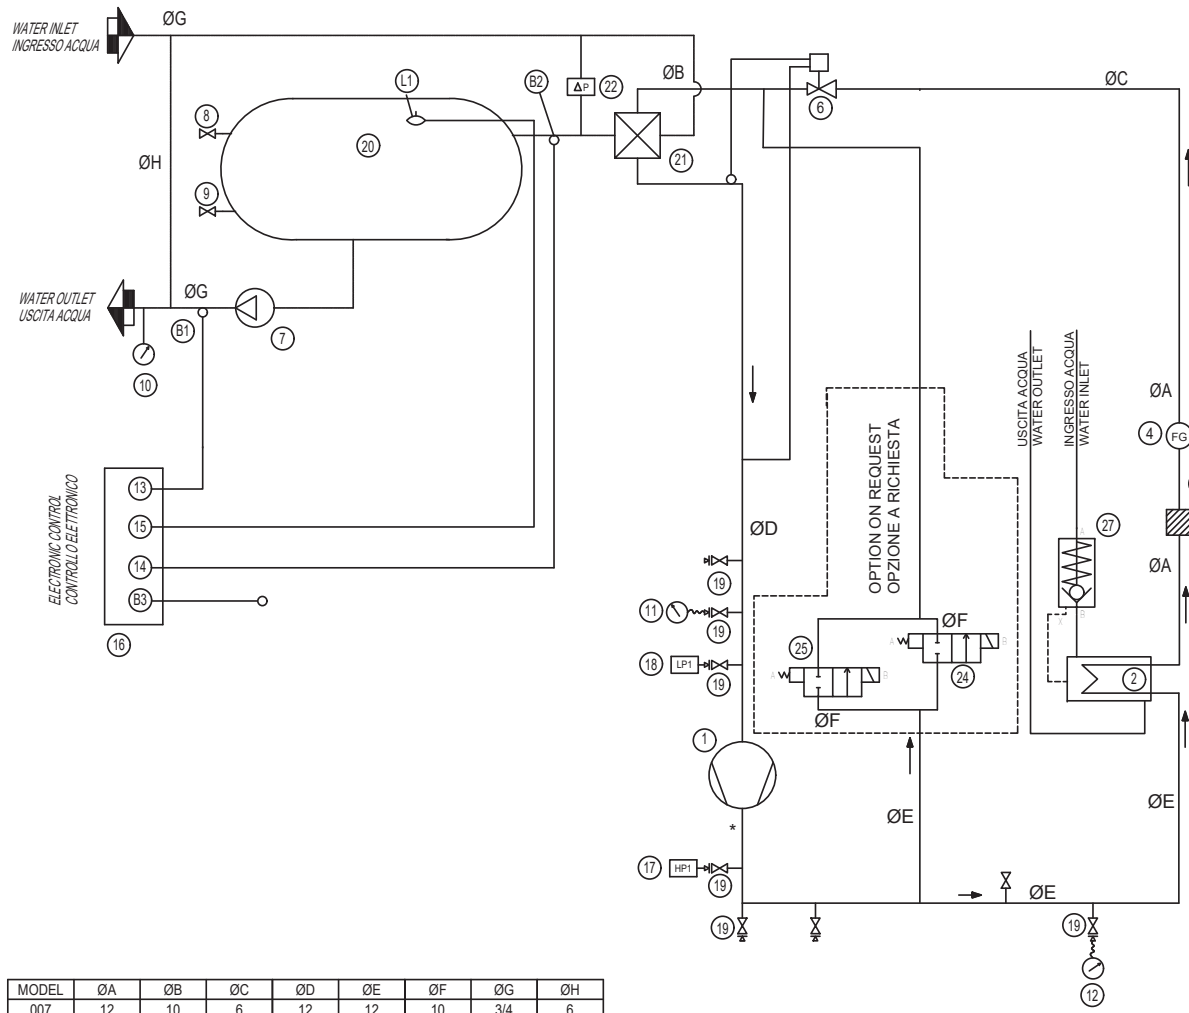 WATER INLET
INGRESSO ACQUA
ØG
L1
B2
ΔP
22
ØB
6
ØC
8
20
21
ØH
9
WATER OUTLET
USCITA ACQUA
ØG
B1
7
10
USCITA ACQUA
WATER OUTLET
INGRESSO ACQUA
WATER INLET
ØA
4
FG
OPTION ON REQUEST
OPZIONE A RICHIESTA
ELECTRONIC CONTROL
CONTROLLO ELETTRONICO
13
15
14
B3
16
ØD
27
A
B
X
ØA
19
11
19
18
LP1
19
25
A
B
ØF
A
B
24
ØF
2
1
*
ØE
ØE
17
HP1
19
ØE
19
19
12
MODEL ØA ØB ØC ØD ØE ØF ØG ØH
007 12 10 6 12 12 10 3/4 6